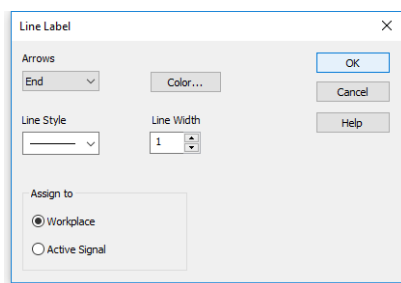 Line Label
Arrows
End
Color...
OK
Cancel
Help
Line Style
Line Width
1
Assign to
Workplace
Active Signal